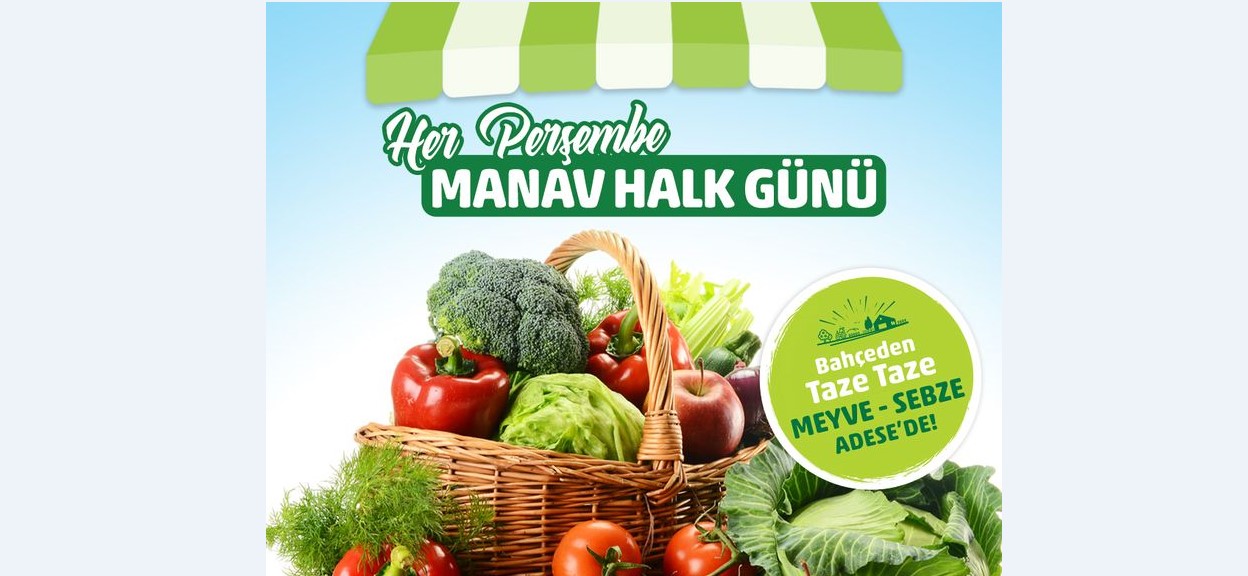 Her Perşembe
MANAV HALK GÜNÜ
Bahçeden
Taze Taze
MEYVE - SEBZE
ADESE'DE!